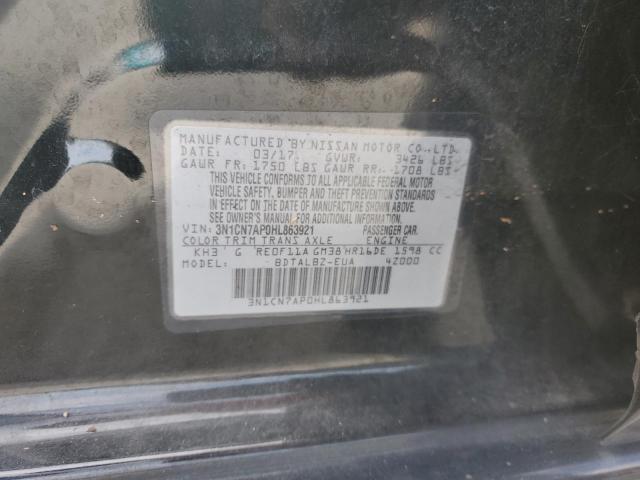 MANUFACTURED BY NISSAN MOTOR CO., LTD.
DATE: 03/17 GVWR: 3426 LBS
GAWR FR: 1750 LBS GAWR RR: 1708 LBS
THIS VEHICLE CONFORMS TO ALL APPLICABLE FEDERAL MOTOR
VEHICLE SAFETY, BUMPER AND THEFT PREVENTION STANDARDS
IN EFFECT ON THE DATE OF MANUFACTURE SHOWN ABOVE.
SEE OWNER'S MANUAL FOR ADDITIONAL INFORMATION.
VIN: 3N1CN7AP0HL863921 PASSENGER CAR.
COLOR TRIM TRANS AXLE ENGINE
KH3 G RE0F11A GM38 HR16DE 1598 CC
MODEL: BDTALBZ-EUA 4Z000
3N1CN7AP0HL863921